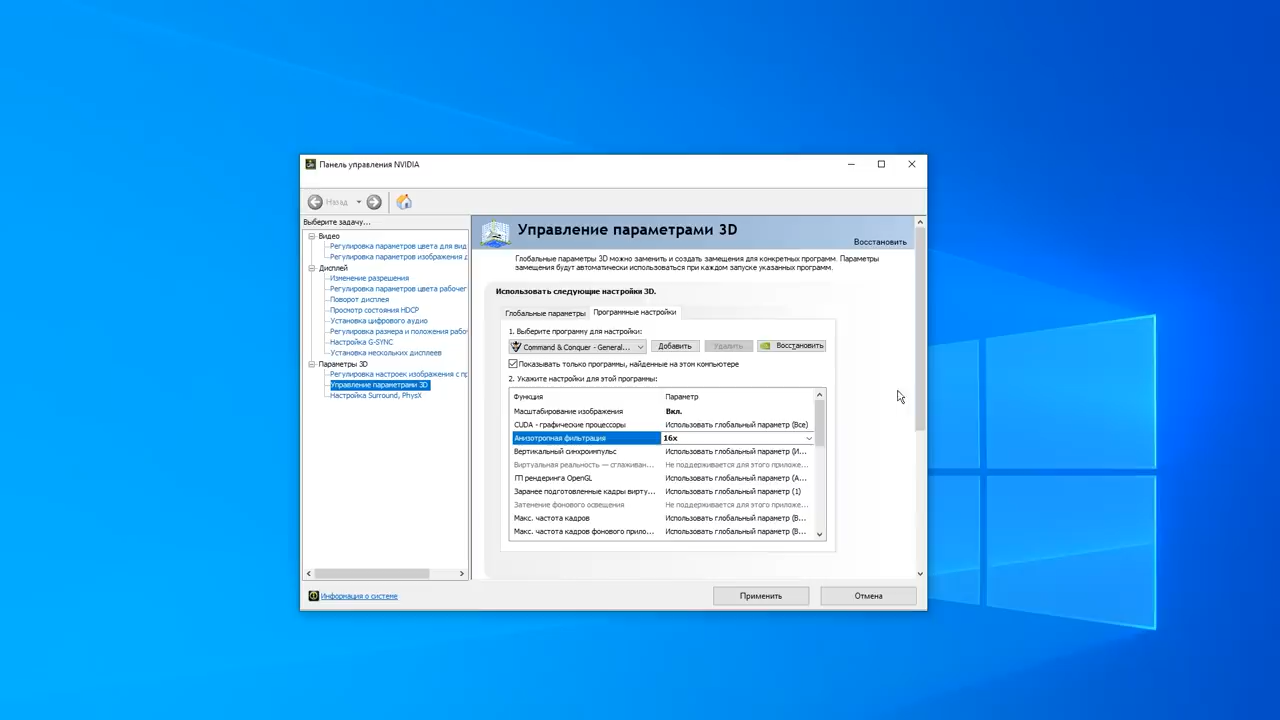 Панель управления NVIDIA
Назад
Выберите задачу...
Видео
Регулировка параметров цвета для вид
Регулировка параметров изображения д
Дисплей
Изменение разрешения
Регулировка параметров цвета рабочег
Поворот дисплея
Просмотр состояния HDCP
Установка цифрового аудио
Регулировка размера и положения рабо
Настройка G-SYNC
Установка нескольких дисплеев
Параметры 3D
Регулировка настроек изображения с пр
Управление параметрами 3D
Настройка Surround, PhysX
Управление параметрами 3D
Восстановить
Глобальные параметры 3D можно заменить и создать замещения для конкретных программ. Параметры
замещения будут автоматически использоваться при каждом запуске указанных программ.
Использовать следующие настройки 3D.
Глобальные параметры Программные настройки
1. Выберите программу для настройки:
Command & Conquer - General... Добавить Удалить Восстановить
Показывать только программы, найденные на этом компьютере
2. Укажите настройки для этой программы:
Функция Параметр
Масштабирование изображения Вкл.
CUDA - графические процессоры Использовать глобальный параметр (Все)
Анизотропная фильтрация 16x
Вертикальный синхроимпульс Использовать глобальный параметр (И...
Виртуальная реальность — сглаживан... Не поддерживается для этого приложе...
ГП рендеринга OpenGL Использовать глобальный параметр (А...
Заранее подготовленные кадры вирту... Использовать глобальный параметр (1)
Затенение фонового освещения Не поддерживается для этого приложе...
Макс. частота кадров Использовать глобальный параметр (В...
Макс. частота кадров фонового прило... Использовать глобальный параметр (В...
Информация о системе
Применить Отмена